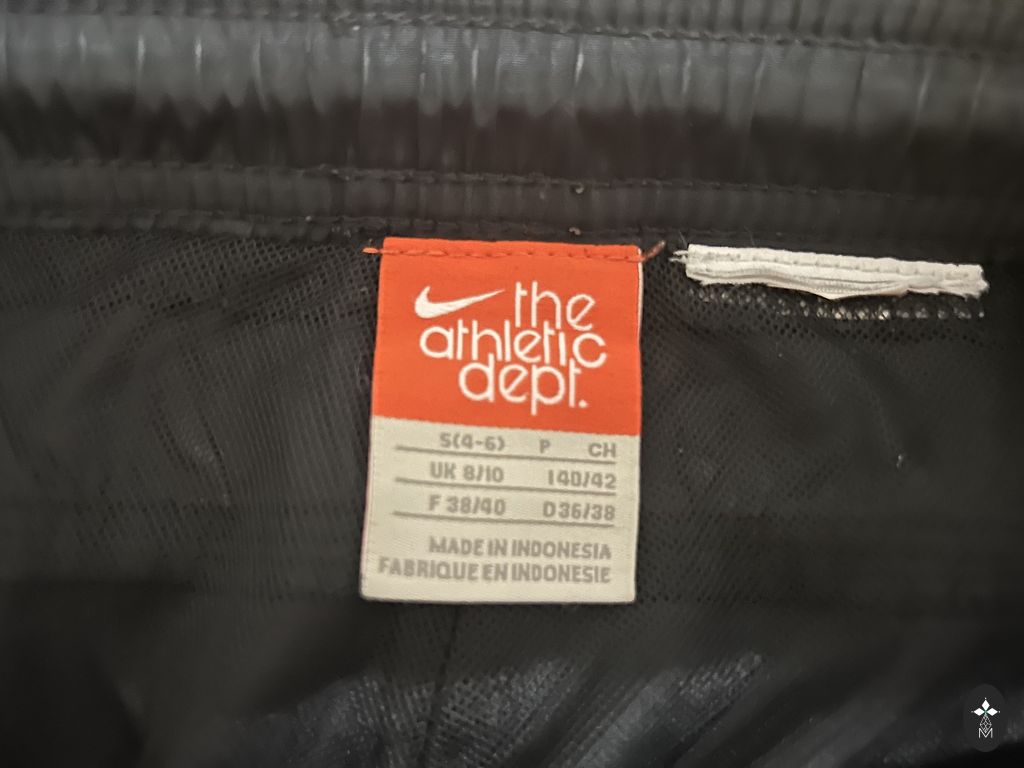 the
athletic
dept.
S(4-6) P CH
UK 8/10 I40/42
F 38/40 D36/38
MADE IN INDONESIA
FABRIQUE EN INDONESIE
M